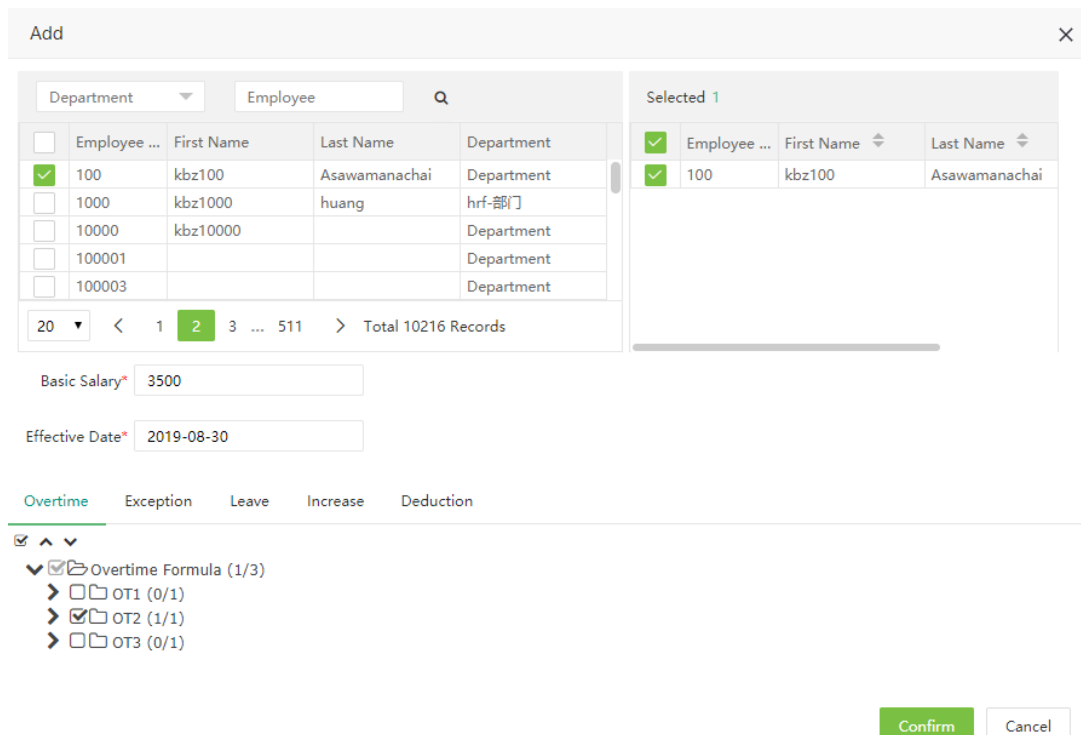 Add
Department Employee Selected 1
Employee ... First Name Last Name Department Employee ... First Name Last Name
100 kbz100 Asawamanachai Department 100 kbz100 Asawamanachai
1000 kbz1000 huang hrf-部门
10000 kbz10000 Department
100001 Department
100003 Department
20 1 2 3 ... 511 Total 10216 Records
Basic Salary* 3500
Effective Date* 2019-08-30
Overtime Exception Leave Increase Deduction
Overtime Formula (1/3)
OT1 (0/1)
OT2 (1/1)
OT3 (0/1)
Confirm Cancel